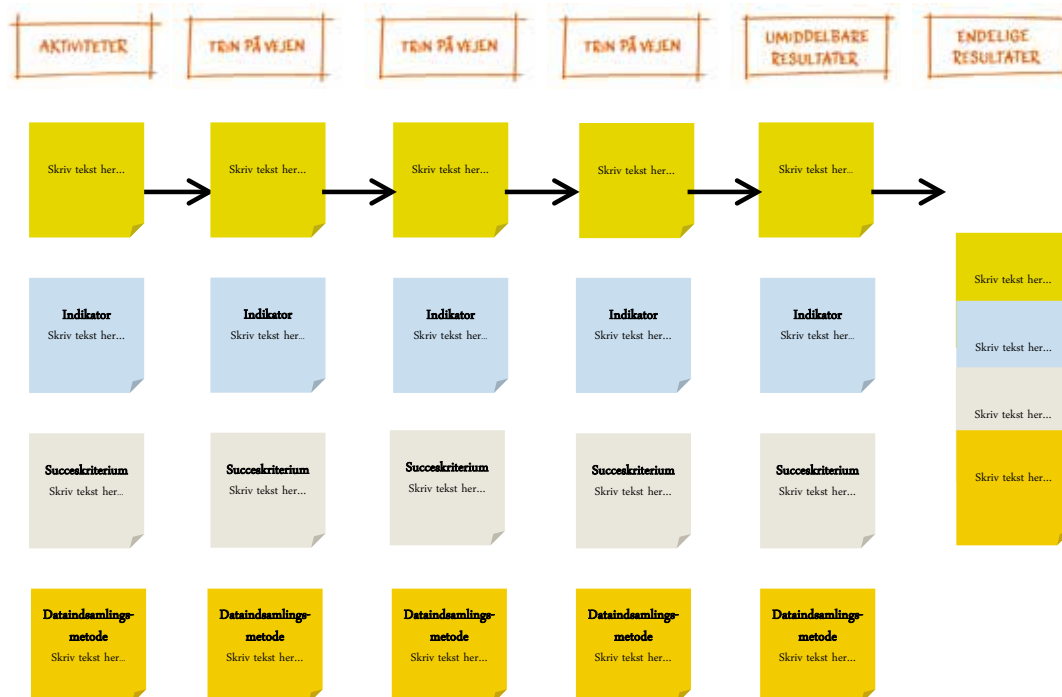 AKTIVITETER
TRIN PÅ VEJEN
TRIN PÅ VEJEN
TRIN PÅ VEJEN
UMIDDELBARE
RESULTATER
ENDELIGE
RESULTATER
Skriv tekst her...
Skriv tekst her...
Skriv tekst her...
Skriv tekst her...
Skriv tekst her...
Skriv tekst her...
Indikator
Skriv tekst her...
Indikator
Skriv tekst her...
Indikator
Skriv tekst her...
Indikator
Skriv tekst her...
Indikator
Skriv tekst her...
Skriv tekst her...
Skriv tekst her...
Succeskriterium
Skriv tekst her...
Succeskriterium
Skriv tekst her...
Succeskriterium
Skriv tekst her...
Succeskriterium
Skriv tekst her...
Succeskriterium
Skriv tekst her...
Skriv tekst her...
Dataindsamlings-
metode
Skriv tekst her...
Dataindsamlings-
metode
Skriv tekst her...
Dataindsamlings-
metode
Skriv tekst her...
Dataindsamlings-
metode
Skriv tekst her...
Dataindsamlings-
metode
Skriv tekst her...